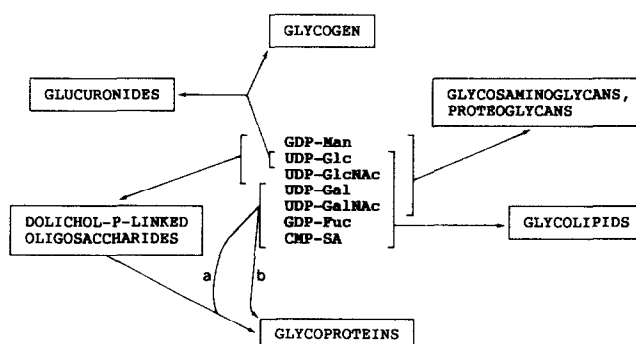 GLYCOGEN
GLUCURONIDES
GLYCOSAMINOGLYCANS,
PROTEOGLYCANS
GDP-Man
UDP-Glc
UDP-GlcNAc
UDP-Gal
UDP-GalNAc
GDP-Fuc
CMP-SA
DOLICHOL-P-LINKED
OLIGOSACCHARIDES
GLYCOLIPIDS
a
b
GLYCOPROTEINS